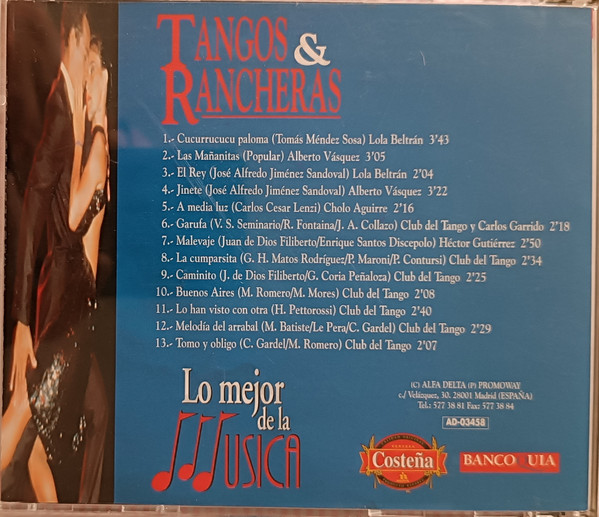 TANGOS &
RANCHERAS
1.- Cucurrucucu paloma (Tomás Méndez Sosa) Lola Beltrán 3'43
2.- Las Mañanitas (Popular) Alberto Vásquez 3'05
3.- El Rey (José Alfredo Jiménez Sandoval) Lola Beltrán 2'04
4.- Jinete (José Alfredo Jiménez Sandoval) Alberto Vásquez 3'22
5.- A media luz (Carlos Cesar Lenzi) Cholo Aguirre 2'16
6.- Garufa (V. S. Seminario/R. Fontaina/J. A. Collazo) Club del Tango y Carlos Garrido 2'18
7.- Malevaje (Juan de Dios Filiberto/Enrique Santos Discepolo) Héctor Gutiérrez 2'50
8.- La cumparsita (G. H. Matos Rodríguez/P. Maroni/P. Contursi) Club del Tango 2'34
9.- Caminito (J. de Dios Filiberto/G. Coria Peñaloza) Club del Tango 2'25
10.- Buenos Aires (M. Romero/M. Mores) Club del Tango 2'08
11.- Lo han visto con otra (H. Pettorossi) Club del Tango 2'40
12.- Melodía del arrabal (M. Batiste/Le Pera/C. Gardel) Club del Tango 2'29
13.- Tomo y obligo (C. Gardel/M. Romero) Club del Tango 2'07
Lo mejor
de la
MUSICA
(C) ALFA DELTA (P) PROMOWAY
c./ Velázquez, 30. 28001 Madrid (ESPAÑA)
Tel.: 577 38 81 Fax: 577 38 84
AD-03458
Costeña
BANCO UIA